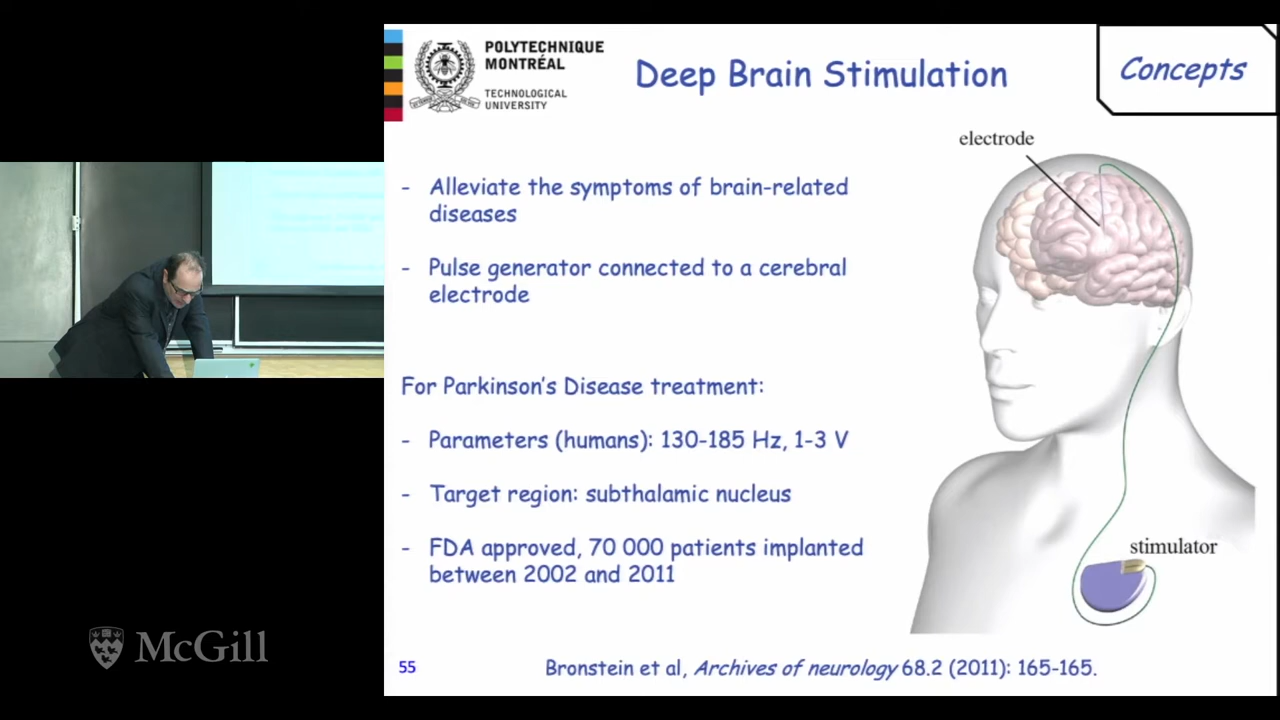 POLYTECHNIQUE
MONTRÉAL
TECHNOLOGICAL
UNIVERSITY
Deep Brain Stimulation
Concepts
electrode
- Alleviate the symptoms of brain-related
diseases
- Pulse generator connected to a cerebral
electrode
For Parkinson's Disease treatment:
- Parameters (humans): 130-185 Hz, 1-3 V
- Target region: subthalamic nucleus
- FDA approved, 70 000 patients implanted
between 2002 and 2011
stimulator
McGill
55
Bronstein et al, Archives of neurology 68.2 (2011): 165-165.